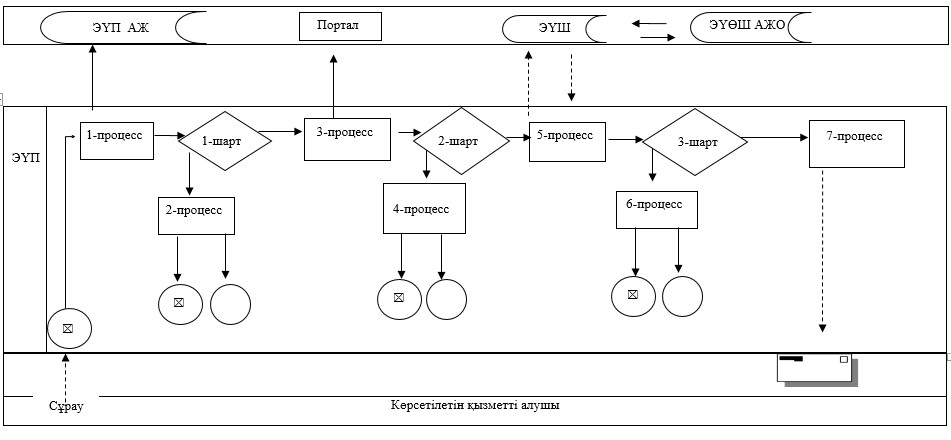 ЭҮП АЖ
Портал
ЭҮШ
ЭҮӨШ АЖО
ЭҮП
1-процесс
1-шарт
3-процесс
2-шарт
5-процесс
3-шарт
7-процесс
2-процесс
4-процесс
6-процесс
Сұрау
Көрсетілетін қызметті алушы